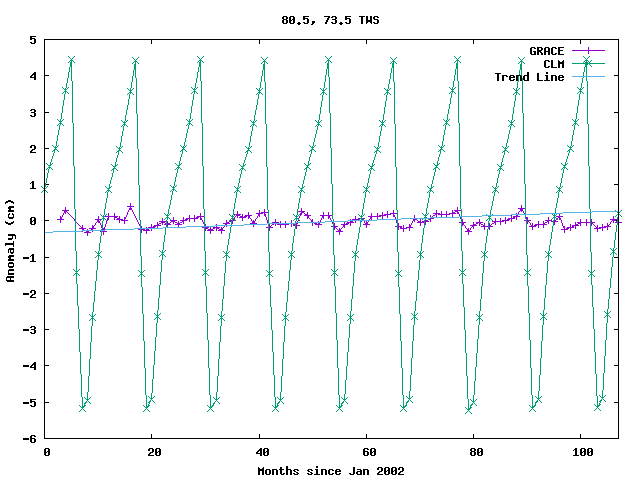 80.5, 73.5 TWS
GRACE
CLM
Trend Line
Anomaly (cm)
5
4
3
2
1
0
-1
-2
-3
-4
-5
-6
0 20 40 60 80 100
Months since Jan 2002